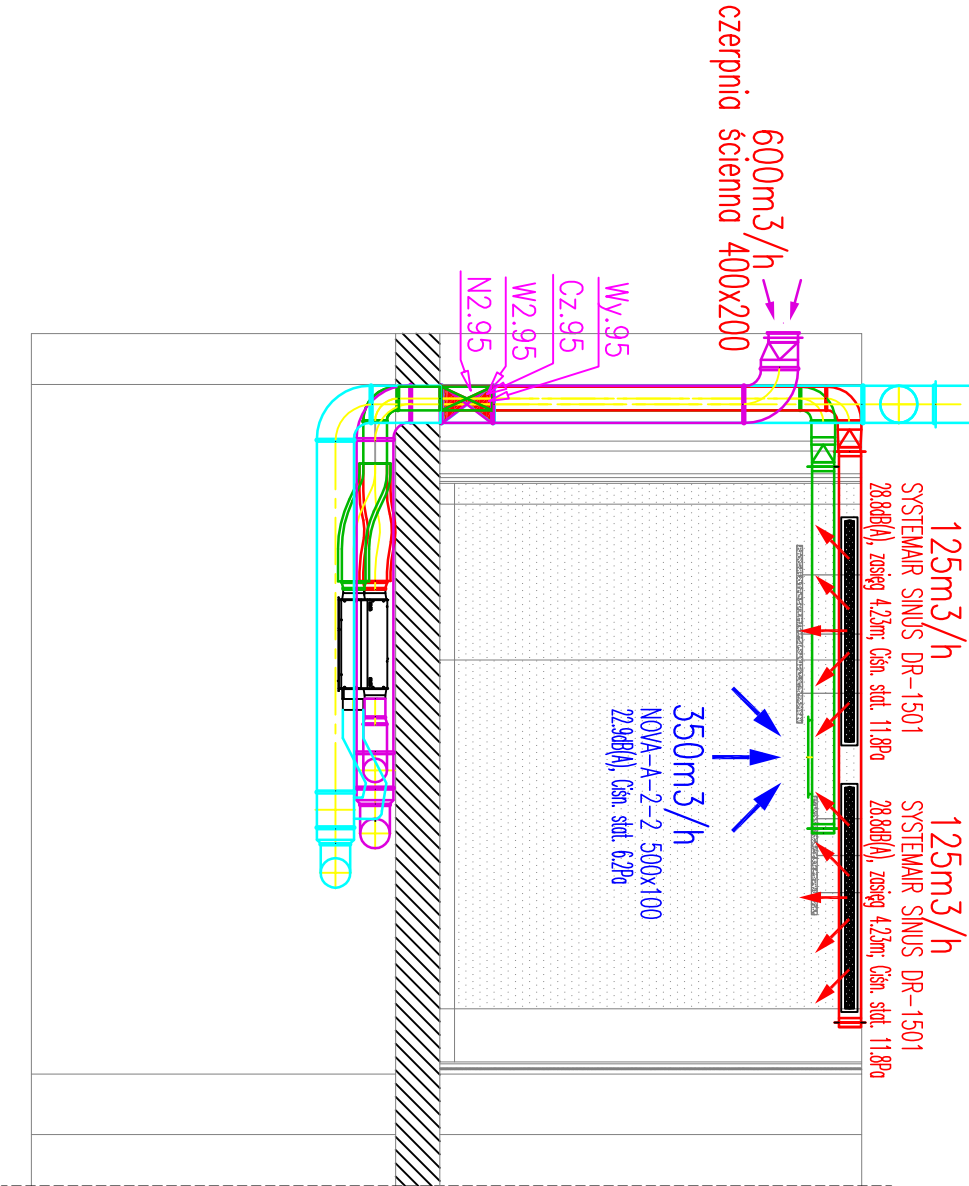 125m3/h
SYSTEMAIR SINUS DR-1501
28.8dB(A), zasięg 4.23m; Ciśn. stat. 11.8Pa
125m3/h
SYSTEMAIR SINUS DR-1501
28.8dB(A), zasięg 4.23m; Ciśn. stat. 11.8Pa
600m3/h
czerpnia ścienna 400x200
350m3/h
NOVA-A-2-2 500x100
22.9dB(A), Ciśn. stat. 6.2Pa
Wy.95
Cz.95
W2.95
N2.95